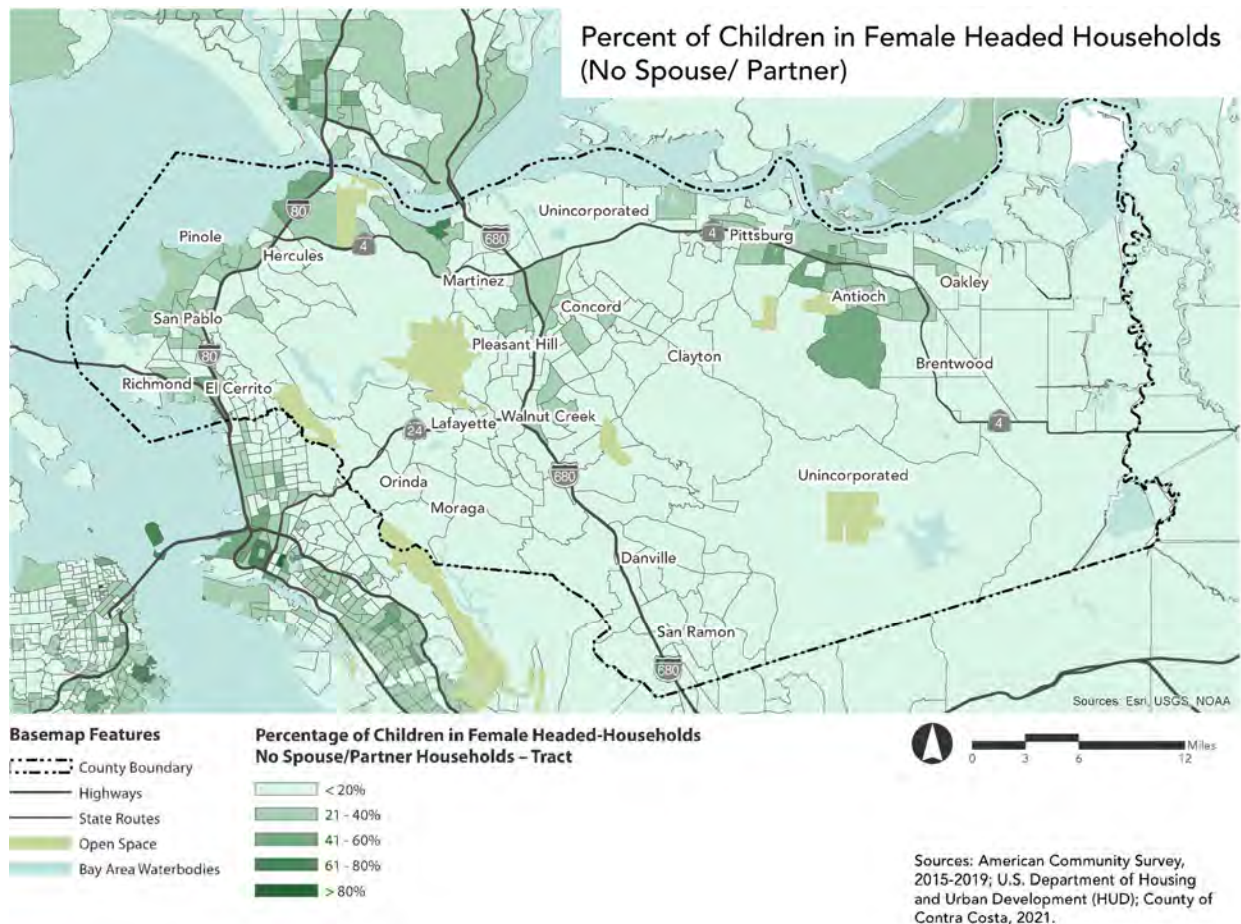 Percent of Children in Female Headed Households
(No Spouse/ Partner)
Unincorporated
80
Pinole
680
4
Pittsburg
Hercules
4
Martinez
Oakley
Antioch
Concord
San Pablo
Pleasant Hill
80
Clayton
Brentwood
Richmond
El Cerrito
Walnut Creek
Lafayette
24
4
Unincorporated
680
Orinda
Moraga
Danville
San Ramon
680
Sources: Esri, USGS, NOAA
Basemap Features
County Boundary
Highways
State Routes
Open Space
Bay Area Waterbodies
Percentage of Children in Female Headed-Households
No Spouse/Partner Households – Tract
< 20%
21 - 40%
41 - 60%
61 - 80%
> 80%
Miles
0 3 6 12
Sources: American Community Survey,
2015-2019; U.S. Department of Housing
and Urban Development (HUD); County of
Contra Costa, 2021.